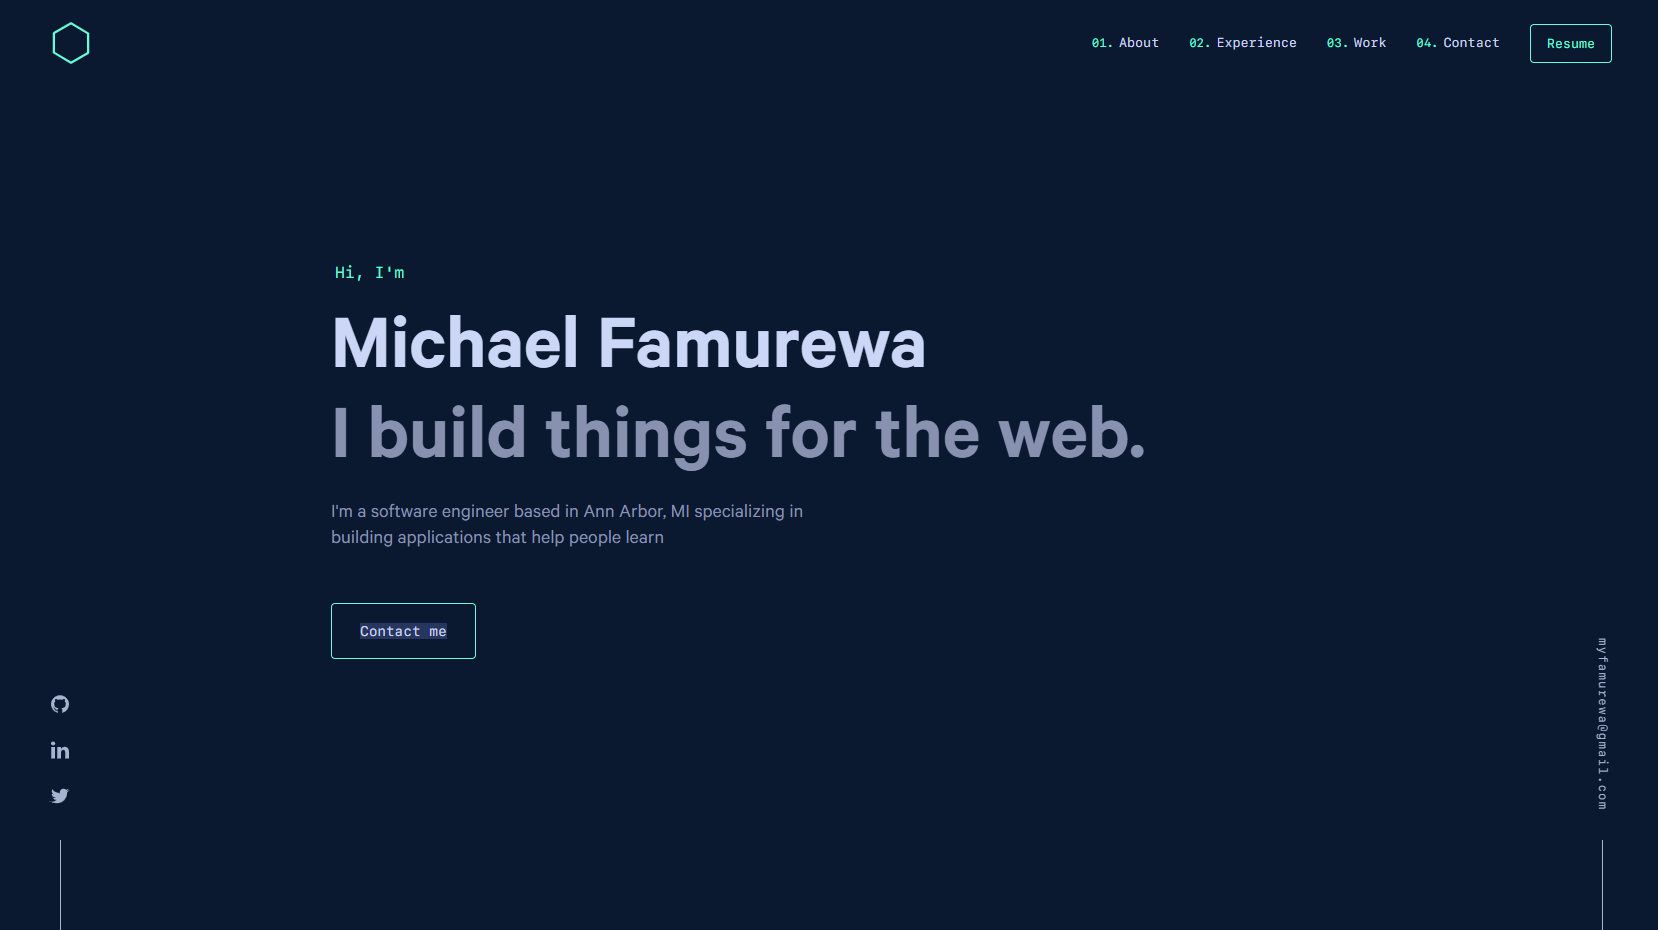 01. About 02. Experience 03. Work 04. Contact Resume
Hi, I'm
Michael Famurewa
I build things for the web.
I'm a software engineer based in Ann Arbor, MI specializing in
building applications that help people learn
Contact me
in
myfamurewa@gmail.com